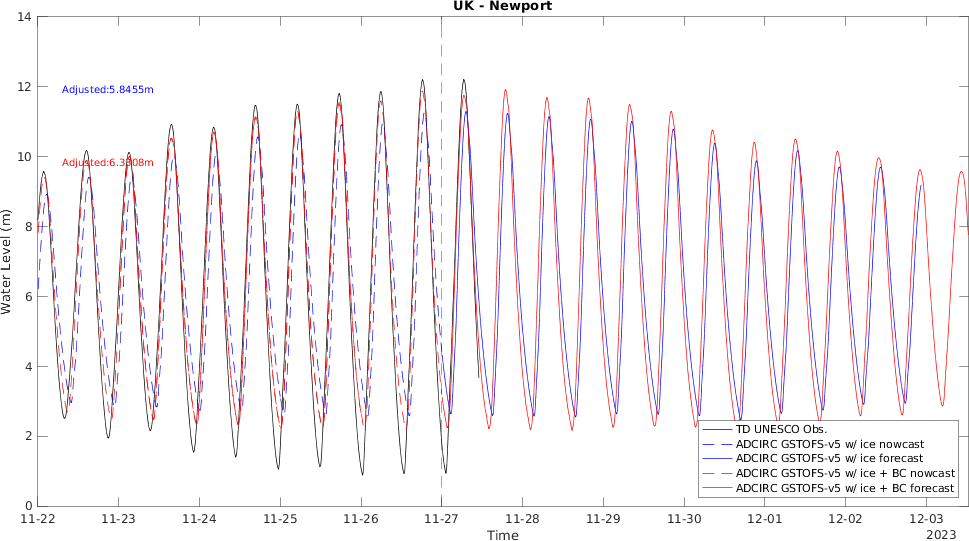 UK - Newport
14
12
10
8
6
4
2
0
Water Level (m)
Adjusted:5.8455m
Adjusted:6.3308m
TD UNESCO Obs.
ADCIRC GSTOFS-v5 w/ ice nowcast
ADCIRC GSTOFS-v5 w/ ice forecast
ADCIRC GSTOFS-v5 w/ ice + BC nowcast
ADCIRC GSTOFS-v5 w/ ice + BC forecast
11-22 11-23 11-24 11-25 11-26 11-27 11-28 11-29 11-30 12-01 12-02 12-03
Time
2023